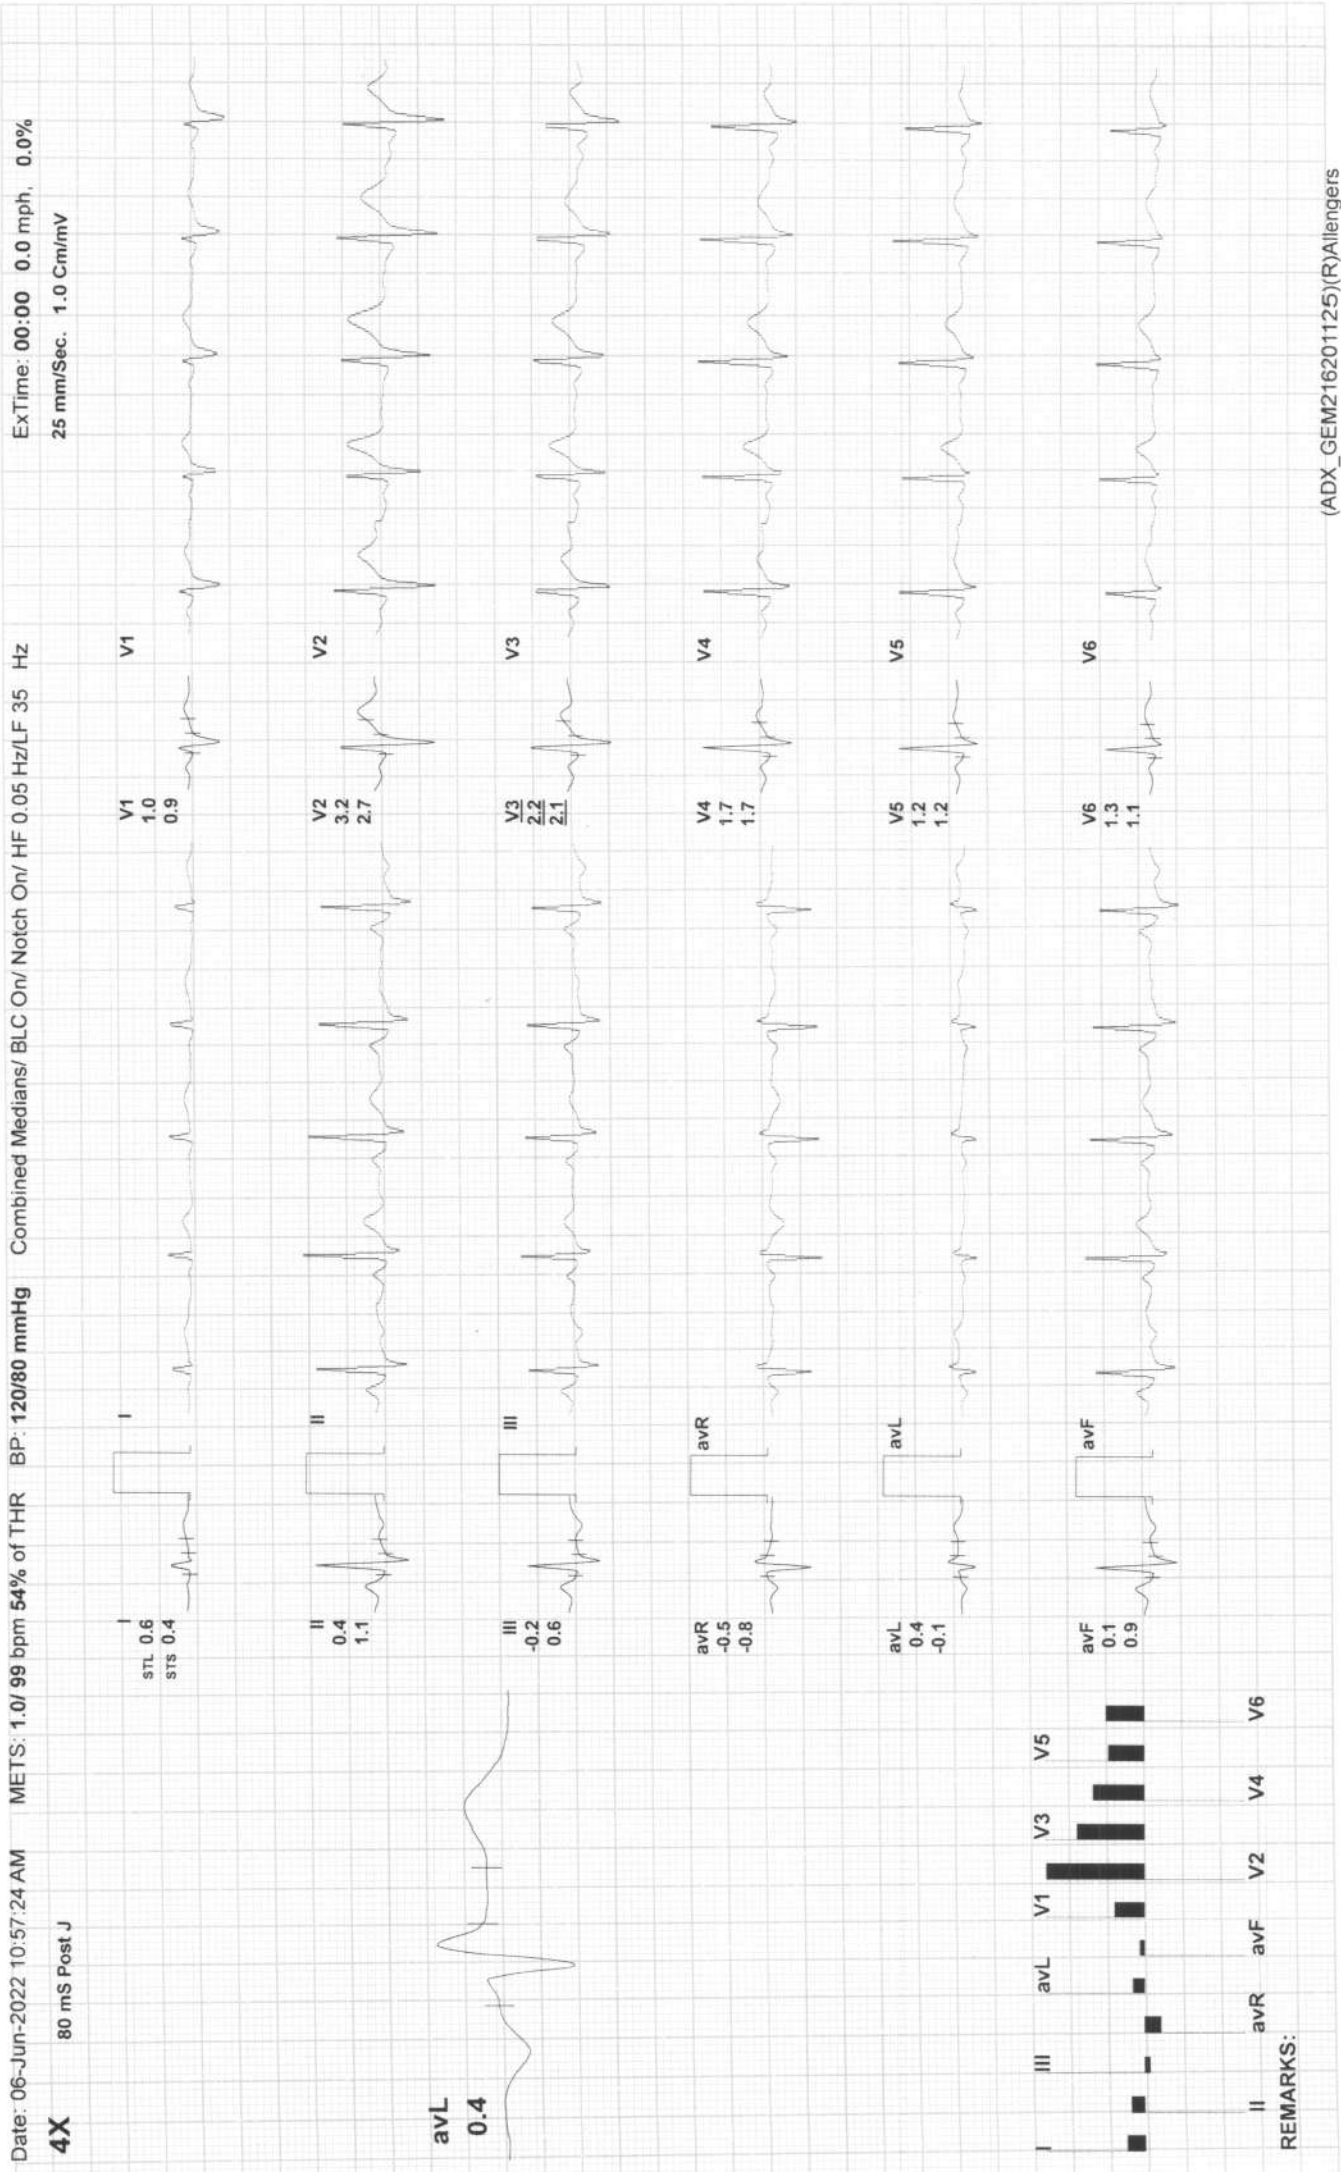 Date: 06-Jun-2022 10:57:24 AM METS: 1.0/ 99 bpm 54% of THR BP: 120/80 mmHg Combined Medians/ BLC On/ Notch On/ HF 0.05 Hz/LF 35 Hz ExTime: 00:00 0.0 mph, 0.0%
4X 80 mS Post J 25 mm/Sec. 1.0 Cm/mV
avL
0.4
I
STL 0.6
STS 0.4
I
V1
1.0
0.9
V1
II
0.4
1.1
II
V2
3.2
2.7
V2
III
-0.2
0.6
III
V3
2.2
2.1
V3
avR
-0.5
-0.8
avR
V4
1.7
1.7
V4
avL
0.4
-0.1
avL
V5
1.2
1.2
V5
avF
0.1
0.9
avF
V6
1.3
1.1
V6
I III avL V1 V3 V5
II avR avF V2 V4 V6
REMARKS:
(ADX_GEM216201125)(R)Allengers